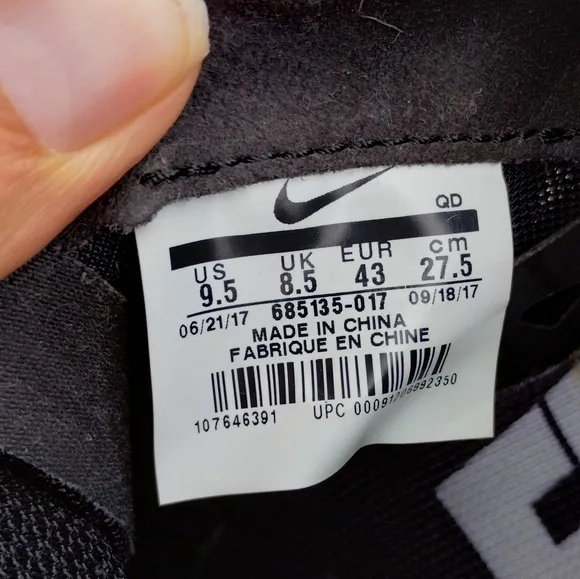 QD
US UK EUR cm
9.5 8.5 43 27.5
06/21/17 685135-017 09/18/17
MADE IN CHINA
FABRIQUE EN CHINE
107646391 UPC